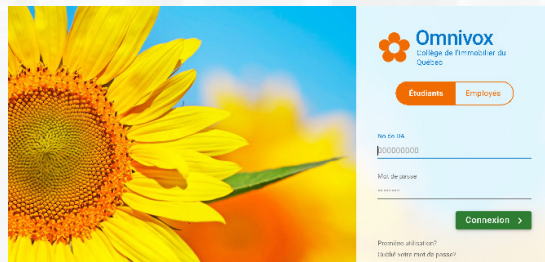 Omnivox
Collège de l'Immobilier du
Québec
Étudiants
Employés
No de DA
000000000
Mot de passe
********
Connexion
Première utilisation?
Oublié votre mot de passe?